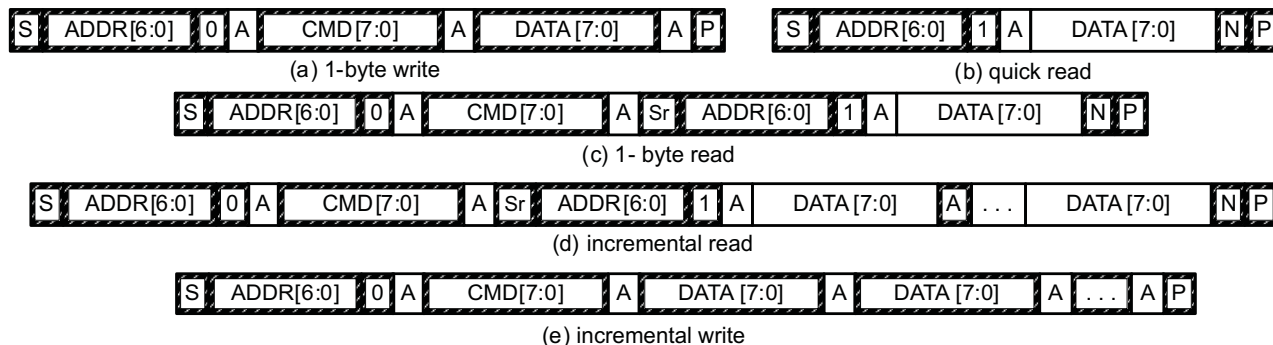 S ADDR[6:0] 0 A CMD[7:0] A DATA[7:0] A P
S ADDR[6:0] 1 A DATA[7:0] N P
(a) 1-byte write
(b) quick read
S ADDR[6:0] 0 A CMD[7:0] A Sr ADDR[6:0] 1 A DATA[7:0] N P
(c) 1- byte read
S ADDR[6:0] 0 A CMD[7:0] A Sr ADDR[6:0] 1 A DATA[7:0] A . . . DATA[7:0] N P
(d) incremental read
S ADDR[6:0] 0 A CMD[7:0] A DATA[7:0] A DATA[7:0] A . . . A P
(e) incremental write